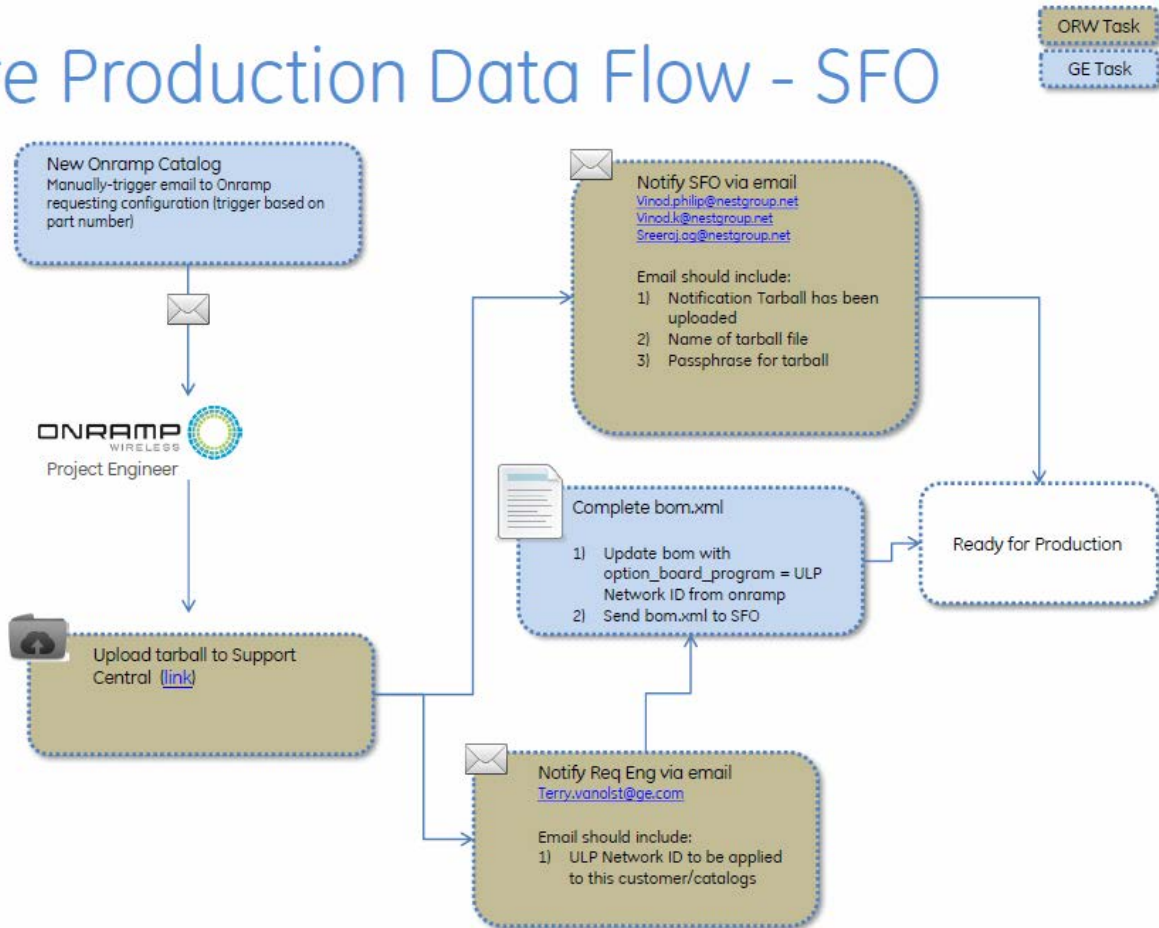 ORW Task
GE Task
e Production Data Flow - SFO
New Onramp Catalog
Manually-trigger email to Onramp
requesting configuration (trigger based on
part number)
ONRAMP
WIRELESS
Project Engineer
Upload tarball to Support
Central (link)
Notify SFO via email
Vinod.philip@nestgroup.net
Vinod.k@nestgroup.net
Sreeraj.ag@nestgroup.net
Email should include:
1) Notification Tarball has been
uploaded
2) Name of tarball file
3) Passphrase for tarball
Complete bom.xml
1) Update bom with
option_board_program = ULP
Network ID from onramp
2) Send bom.xml to SFO
Ready for Production
Notify Req Eng via email
Terry.vanolst@ge.com
Email should include:
1) ULP Network ID to be applied
to this customer/catalogs